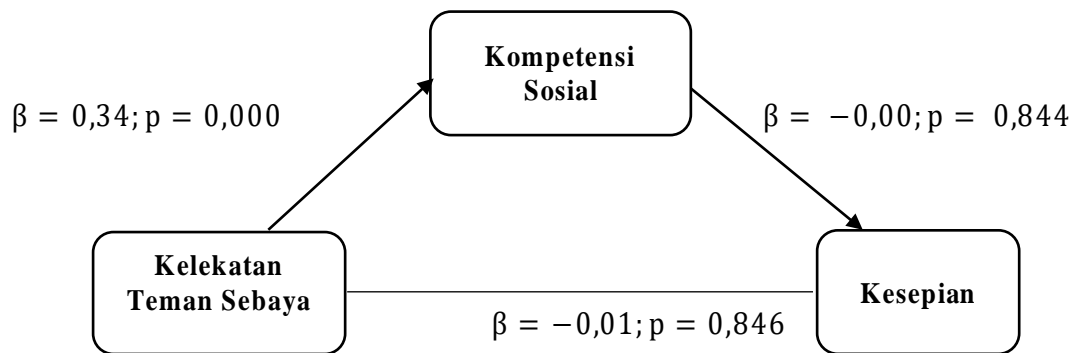 Kompetensi
Sosial
β = 0,34; p = 0,000
β = −0,00; p = 0,844
Kelekatan
Teman Sebaya
Kesepian
β = −0,01; p = 0,846